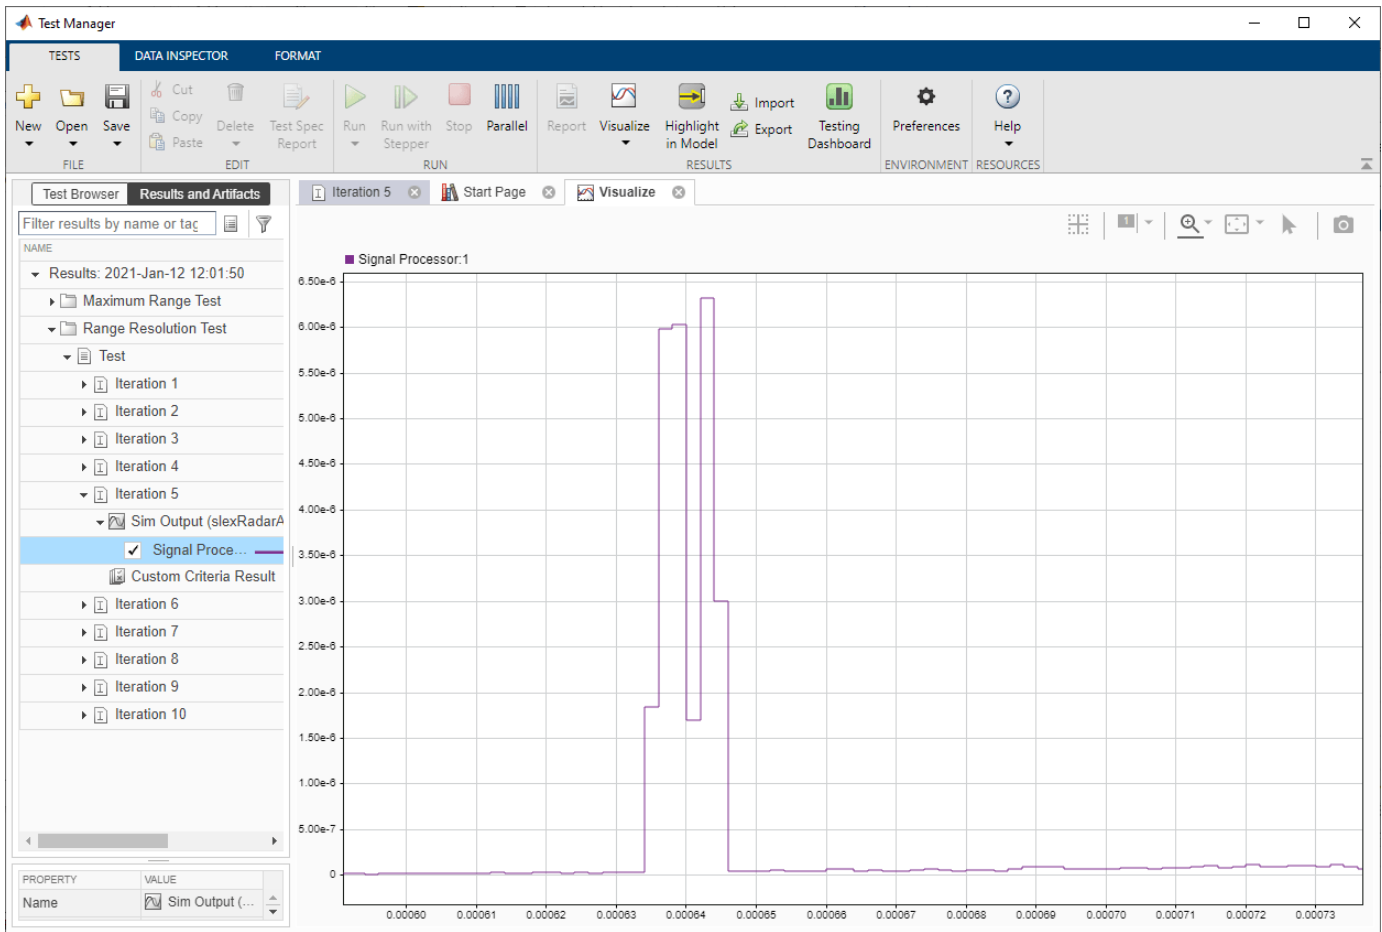 Test Manager
TESTS DATA INSPECTOR FORMAT
New Open Save
Cut
Copy
Paste
Delete Test Spec Report
Run Run with Stepper Stop Parallel
Report Visualize Highlight in Model
Import
Export
Testing Dashboard
Preferences
Help
FILE EDIT RUN RESULTS ENVIRONMENT RESOURCES
Test Browser Results and Artifacts
Iteration 5 Start Page Visualize
Filter results by name or tag
1
NAME
Results: 2021-Jan-12 12:01:50
Maximum Range Test
Range Resolution Test
Test
Iteration 1
Iteration 2
Iteration 3
Iteration 4
Iteration 5
Sim Output (slexRadarA
Signal Proce...
Custom Criteria Result
Iteration 6
Iteration 7
Iteration 8
Iteration 9
Iteration 10
PROPERTY VALUE
Name Sim Output (...
Signal Processor:1
6.50e-6
6.00e-6
5.50e-6
5.00e-6
4.50e-6
4.00e-6
3.50e-6
3.00e-6
2.50e-6
2.00e-6
1.50e-6
1.00e-6
5.00e-7
0
0.00060 0.00061 0.00062 0.00063 0.00064 0.00065 0.00066 0.00067 0.00068 0.00069 0.00070 0.00071 0.00072 0.00073